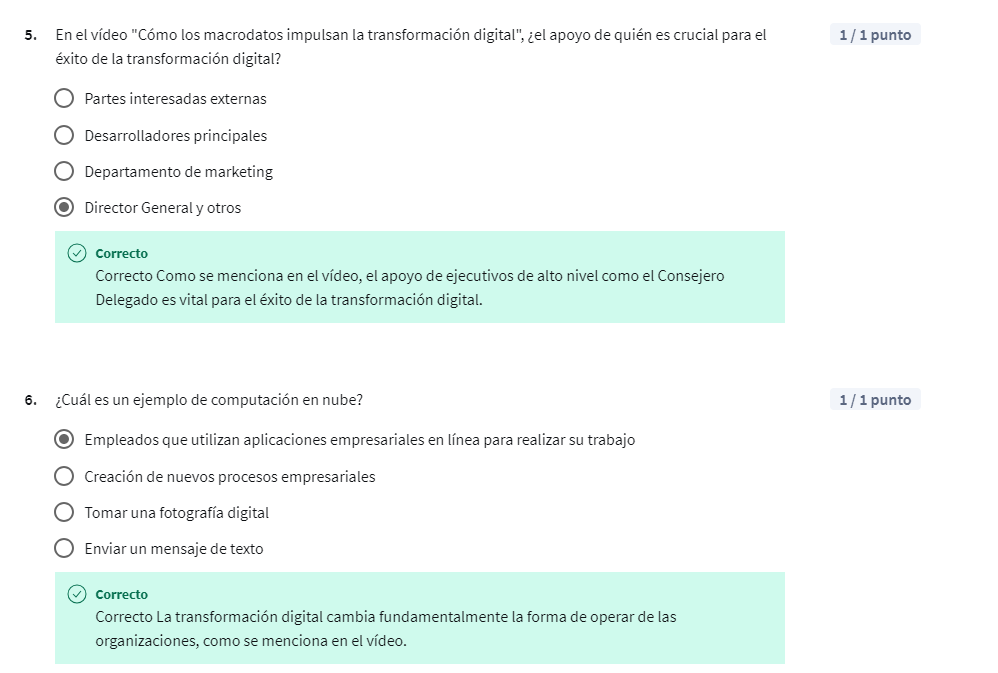 5. En el vídeo "Cómo los macrodatos impulsan la transformación digital", ¿el apoyo de quién es crucial para el 1 / 1 punto
éxito de la transformación digital?
Partes interesadas externas
Desarrolladores principales
Departamento de marketing
Director General y otros
Correcto
Correcto Como se menciona en el vídeo, el apoyo de ejecutivos de alto nivel como el Consejero
Delegado es vital para el éxito de la transformación digital.
6. ¿Cuál es un ejemplo de computación en nube? 1 / 1 punto
Empleados que utilizan aplicaciones empresariales en línea para realizar su trabajo
Creación de nuevos procesos empresariales
Tomar una fotografía digital
Enviar un mensaje de texto
Correcto
Correcto La transformación digital cambia fundamentalmente la forma de operar de las
organizaciones, como se menciona en el vídeo.